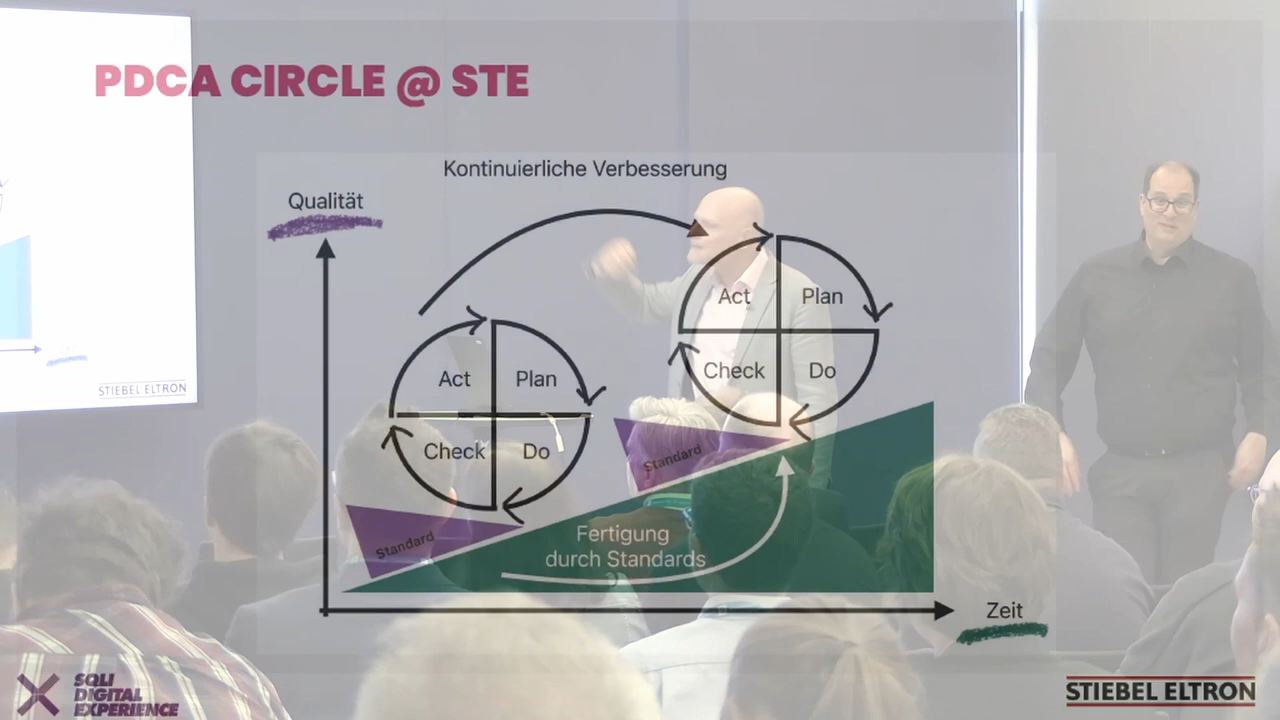 PDCA CIRCLE @ STE
Kontinuierliche Verbesserung
Qualität
Act
Plan
Check
Do
Act
Plan
Check
Do
Standard
Standard
Fertigung
durch Standards
Zeit
STIEBEL ELTRON
SQLI
DIGITAL
EXPERIENCE
STIEBEL ELTRON